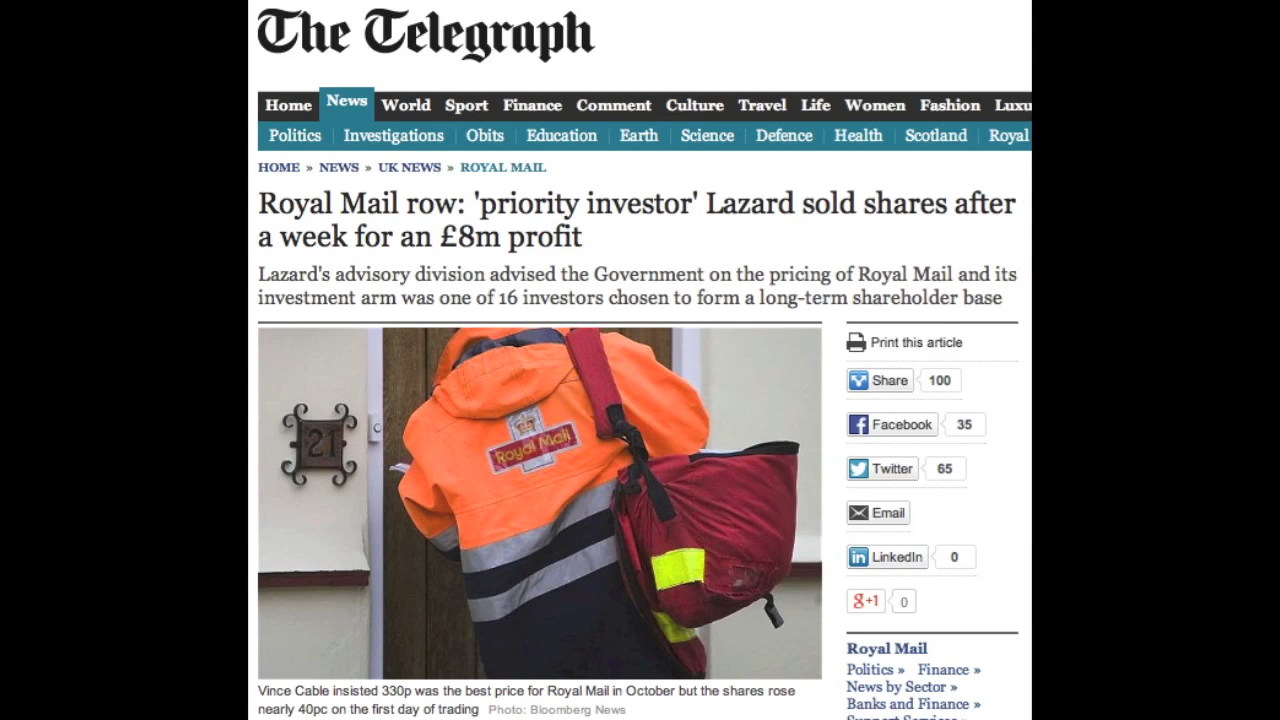 The Telegraph
Home News World Sport Finance Comment Culture Travel Life Women Fashion Luxu
Politics Investigations Obits Education Earth Science Defence Health Scotland Royal
HOME » NEWS » UK NEWS » ROYAL MAIL
Royal Mail row: 'priority investor' Lazard sold shares after
a week for an £8m profit
Lazard's advisory division advised the Government on the pricing of Royal Mail and its
investment arm was one of 16 investors chosen to form a long-term shareholder base
21
Royal Mail
Vince Cable insisted 330p was the best price for Royal Mail in October but the shares rose
nearly 40pc on the first day of trading Photo: Bloomberg News
Print this article
Share 100
f Facebook 35
Twitter 65
Email
in LinkedIn 0
g+1 0
Royal Mail
Politics » Finance »
News by Sector »
Banks and Finance »
Support Services »